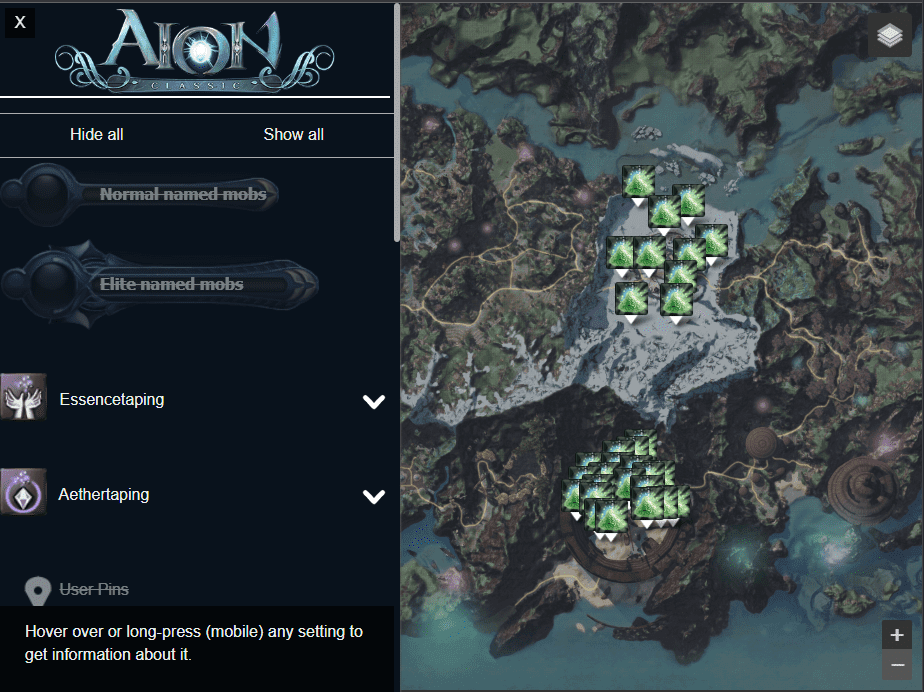 X
AION
CLASSIC
Hide all
Show all
Normal named mobs
Elite named mobs
Essencetaping
Aethertaping
User Pins
Hover over or long-press (mobile) any setting to
get information about it.
+
−